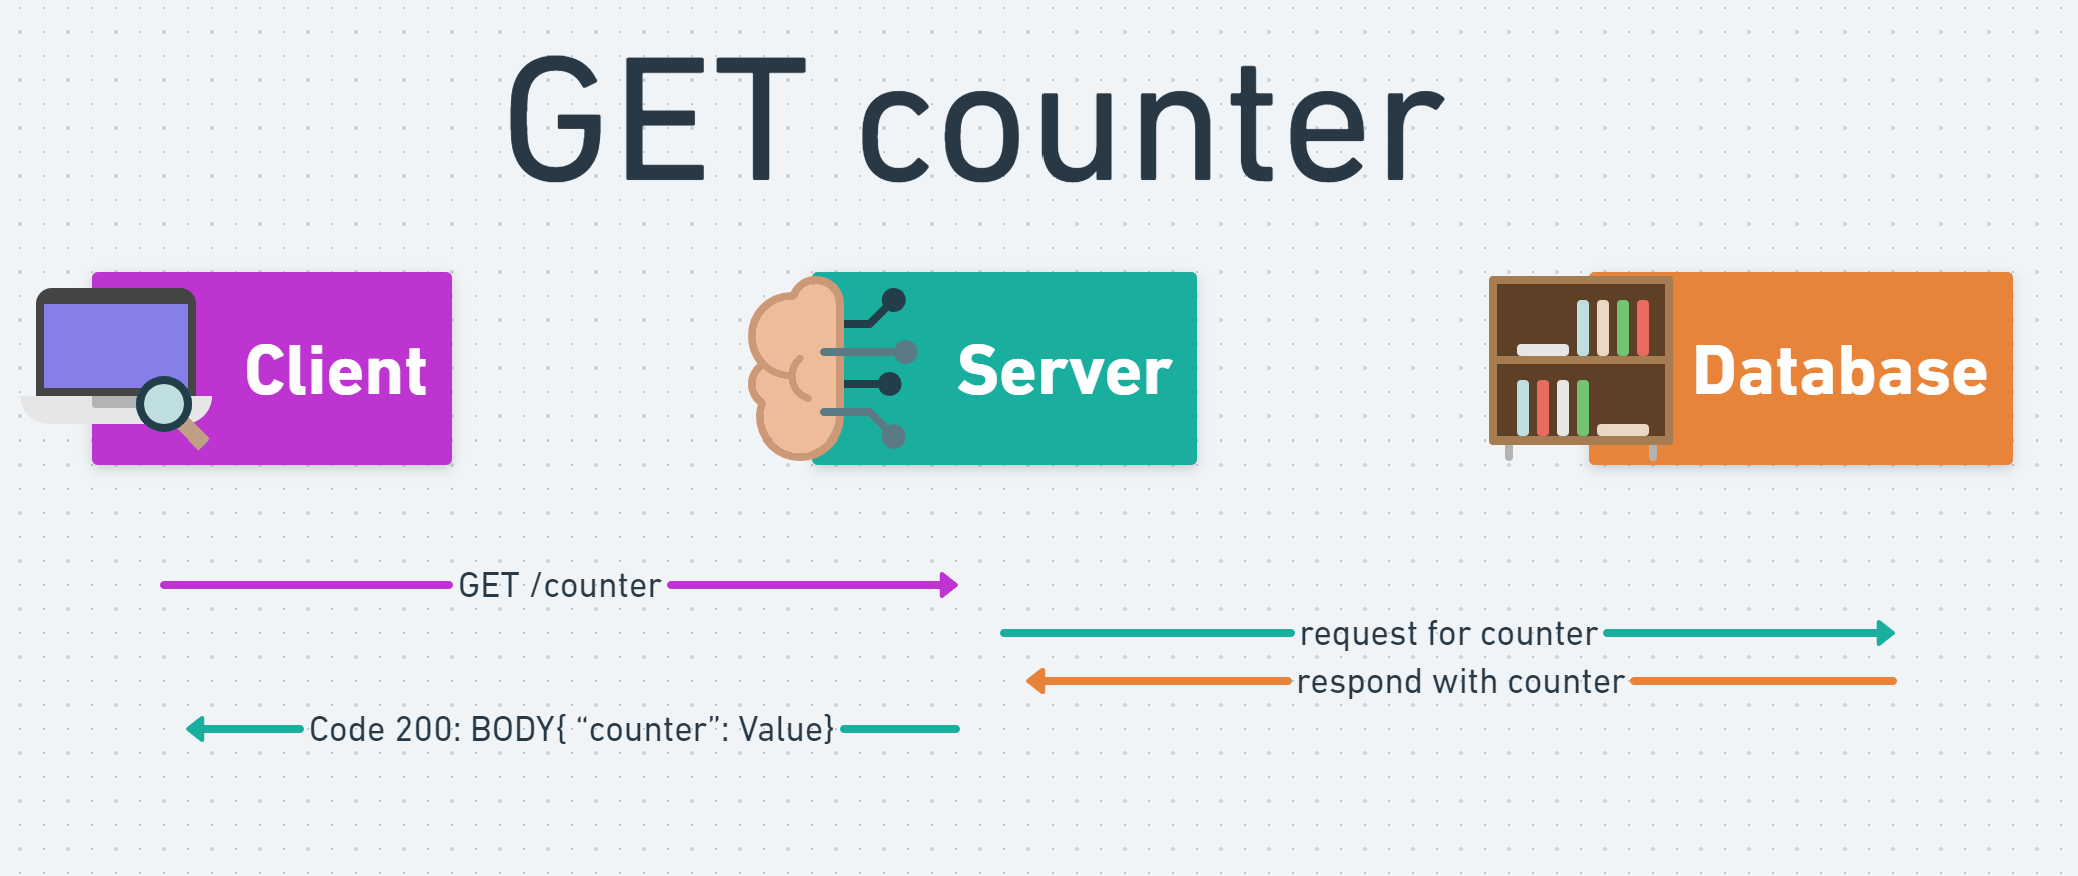 GET counter
Client
Server
Database
GET /counter
request for counter
respond with counter
Code 200: BODY{ “counter”: Value}